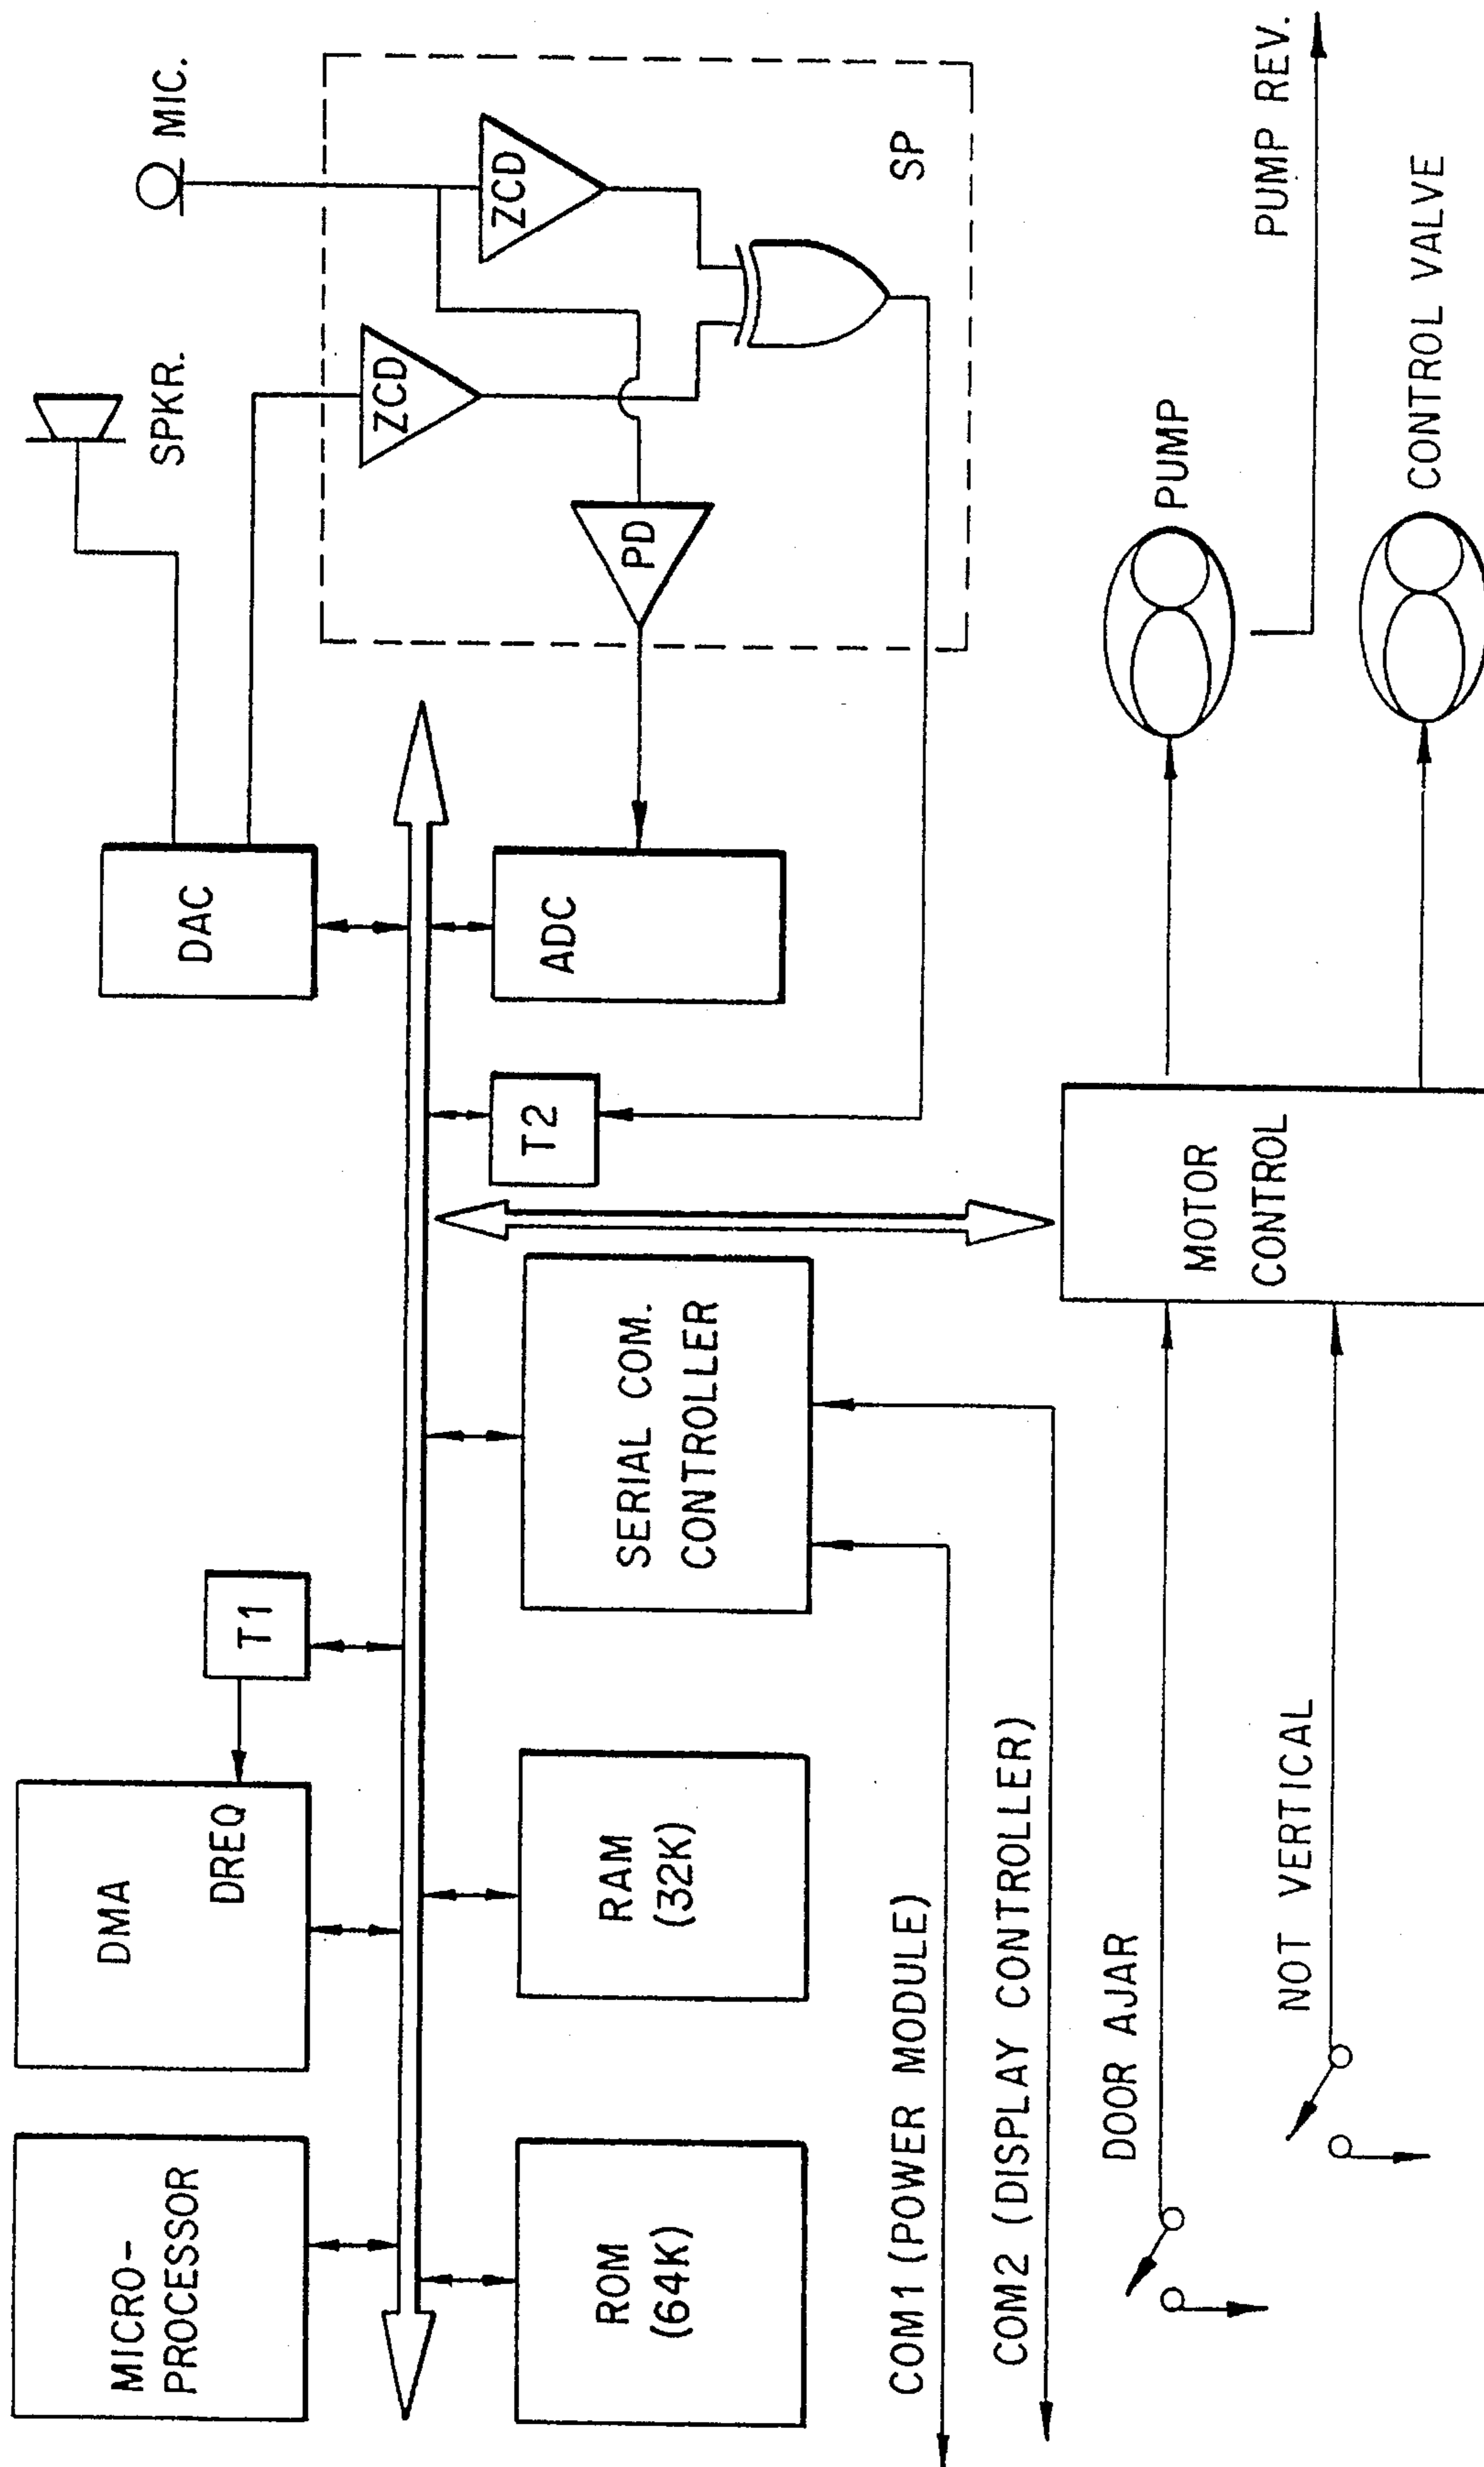 MICRO-
PROCESSOR
DMA
DREQ
T1
DAC
SPKR.
MIC.
ROM
(64K)
RAM
(32K)
SERIAL COM.
CONTROLLER
T2
ADC
PD
ZCD
ZCD
SP
COM1 (POWER MODULE)
COM2 (DISPLAY CONTROLLER)
DOOR AJAR
NOT VERTICAL
MOTOR
CONTROL
PUMP
PUMP REV.
CONTROL VALVE